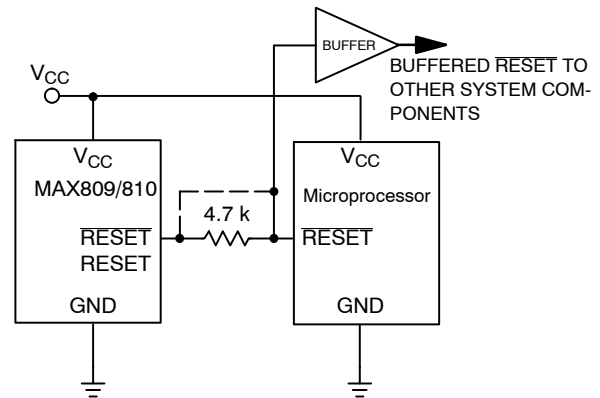 BUFFER
BUFFERED RESET TO
OTHER SYSTEM COM-
PONENTS
VCC
VCC
MAX809/810
RESET
RESET
GND
4.7 k
VCC
Microprocessor
RESET
GND